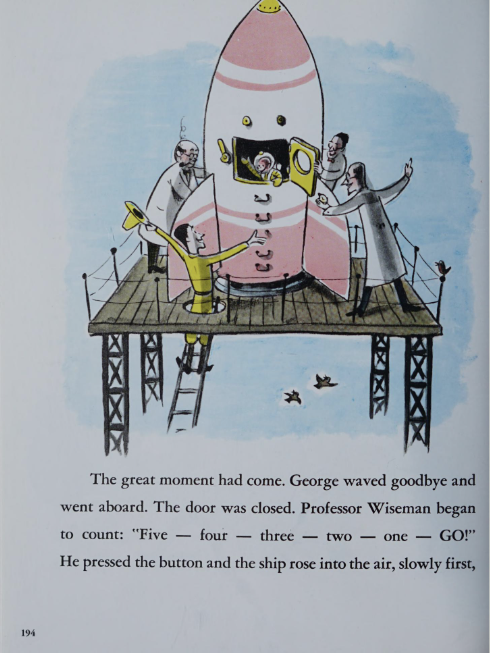 The great moment had come. George waved goodbye and
went aboard. The door was closed. Professor Wiseman began
to count: "Five — four — three — two — one — GO!"
He pressed the button and the ship rose into the air, slowly first,
194